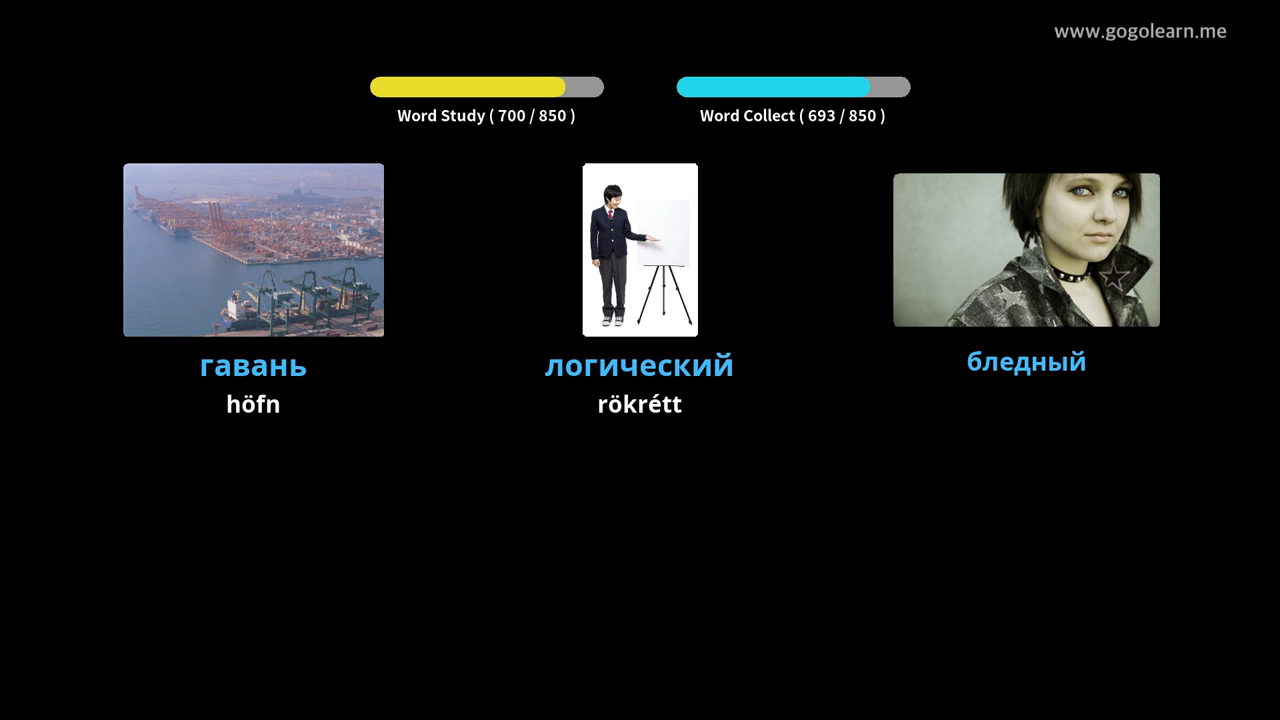 www.gogolearn.me
Word Study ( 700 / 850 )
Word Collect ( 693 / 850 )
гавань
höfn
логический
rökrétt
бледный